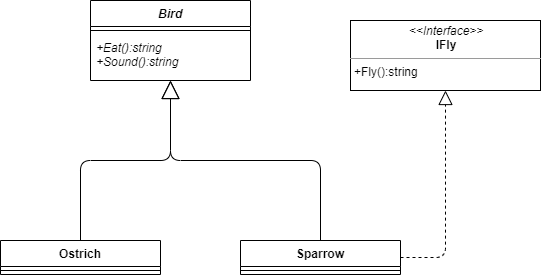 Bird
+Eat():string
+Sound():string
<<Interface>>
IFly
+Fly():string
Ostrich
Sparrow